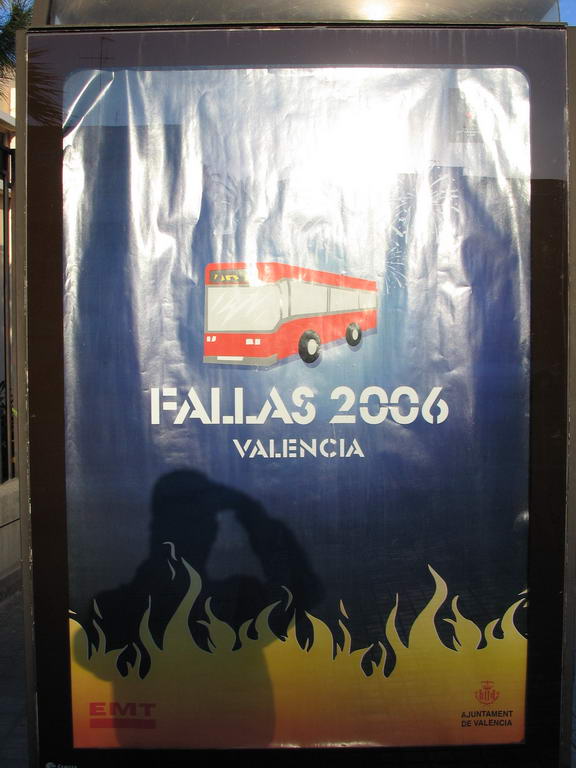 FALLAS 2006
VALENCIA
EMT
AJUNTAMENT
DE VALENCIA